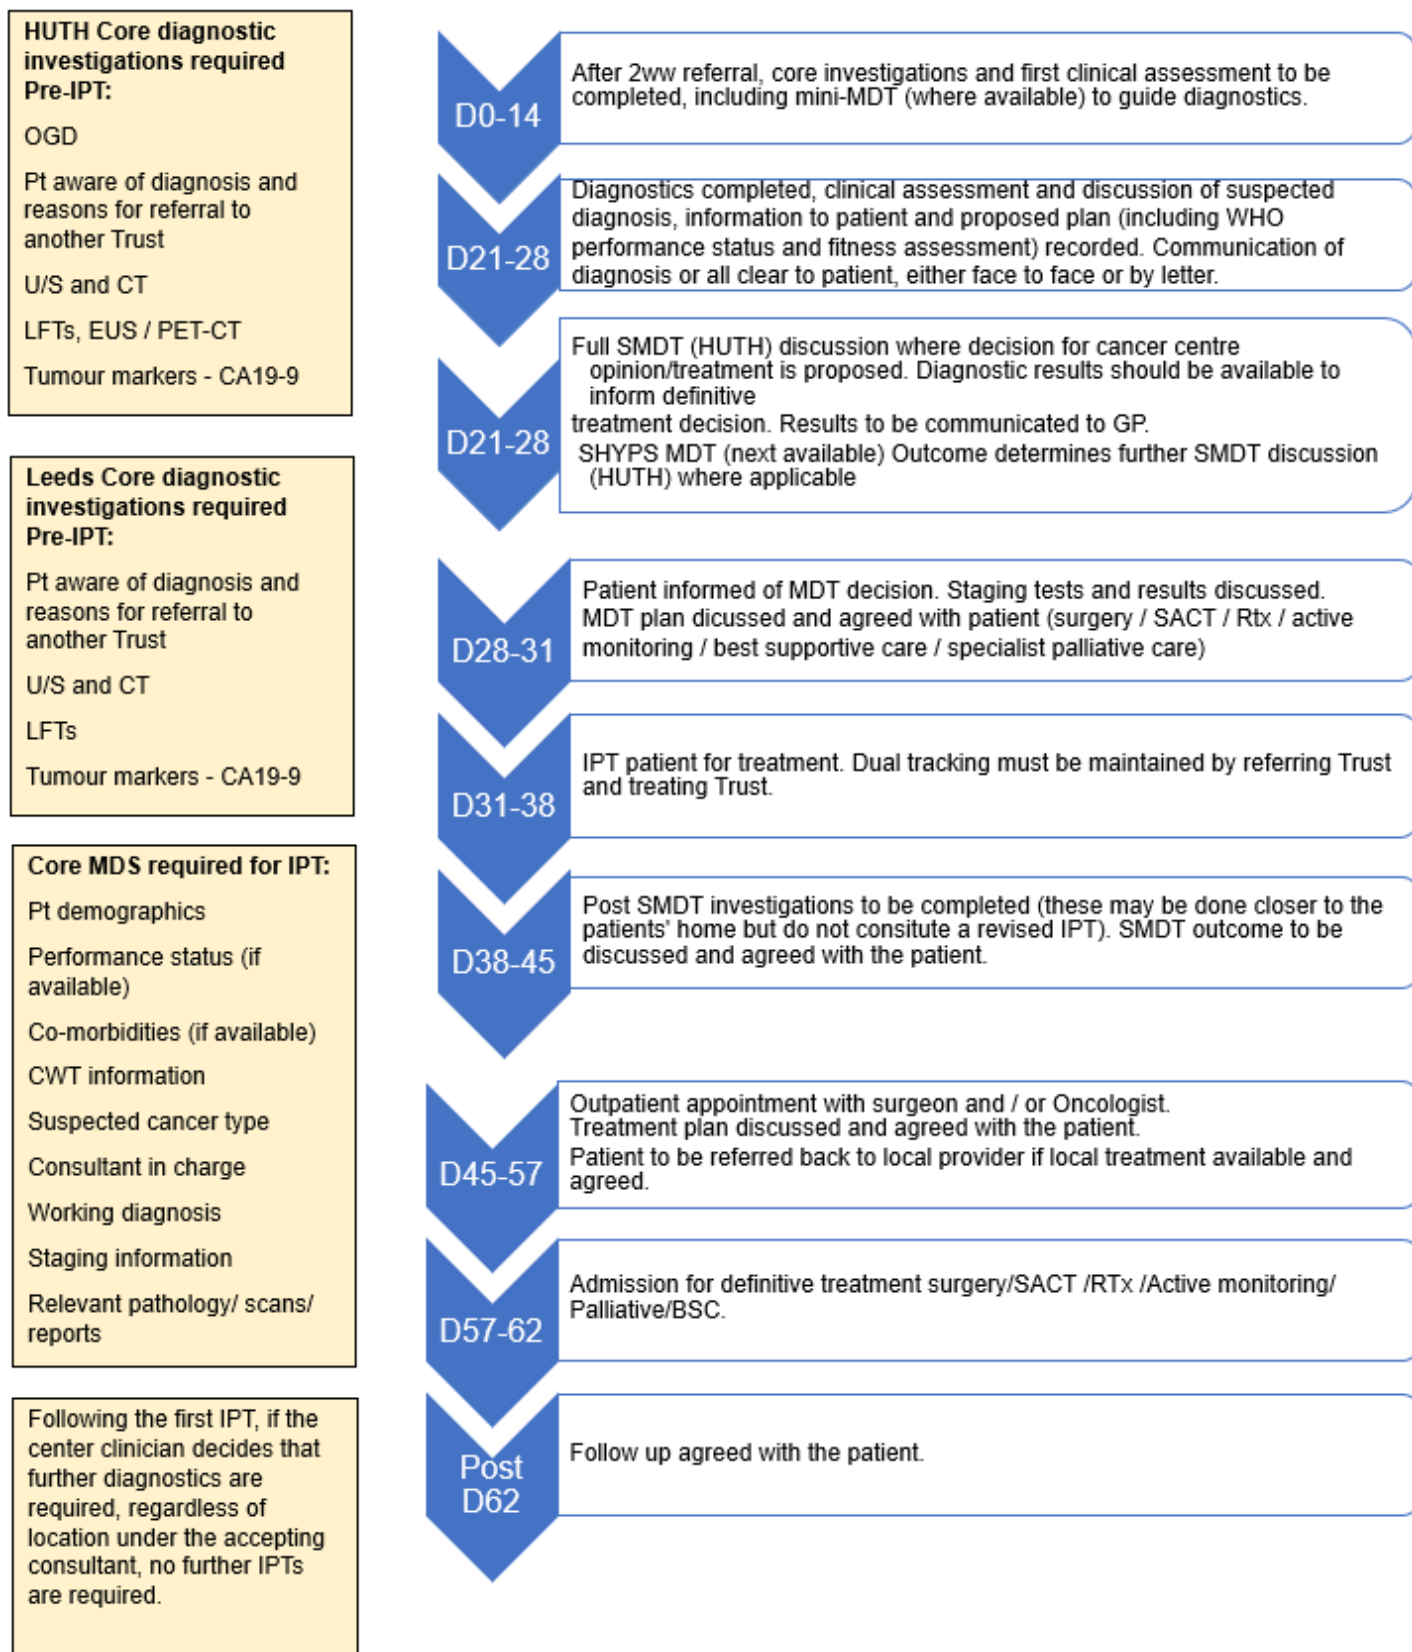 HUTH Core diagnostic
investigations required
Pre-IPT:
OGD
Pt aware of diagnosis and
reasons for referral to
another Trust
U/S and CT
LFTs, EUS / PET-CT
Tumour markers - CA19-9
Leeds Core diagnostic
investigations required
Pre-IPT:
Pt aware of diagnosis and
reasons for referral to
another Trust
U/S and CT
LFTs
Tumour markers - CA19-9
Core MDS required for IPT:
Pt demographics
Performance status (if
available)
Co-morbidities (if available)
CWT information
Suspected cancer type
Consultant in charge
Working diagnosis
Staging information
Relevant pathology/ scans/
reports
Following the first IPT, if the
center clinician decides that
further diagnostics are
required, regardless of
location under the accepting
consultant, no further IPTs
are required.
D0-14
After 2ww referral, core investigations and first clinical assessment to be
completed, including mini-MDT (where available) to guide diagnostics.
D21-28
Diagnostics completed, clinical assessment and discussion of suspected
diagnosis, information to patient and proposed plan (including WHO
performance status and fitness assessment) recorded. Communication of
diagnosis or all clear to patient, either face to face or by letter.
D21-28
Full SMDT (HUTH) discussion where decision for cancer centre
opinion/treatment is proposed. Diagnostic results should be available to
inform definitive
treatment decision. Results to be communicated to GP.
SHYPS MDT (next available) Outcome determines further SMDT discussion
(HUTH) where applicable
D28-31
Patient informed of MDT decision. Staging tests and results discussed.
MDT plan dicussed and agreed with patient (surgery / SACT / Rtx / active
monitoring / best supportive care / specialist palliative care)
D31-38
IPT patient for treatment. Dual tracking must be maintained by referring Trust
and treating Trust.
D38-45
Post SMDT investigations to be completed (these may be done closer to the
patients' home but do not consitute a revised IPT). SMDT outcome to be
discussed and agreed with the patient.
D45-57
Outpatient appointment with surgeon and / or Oncologist.
Treatment plan discussed and agreed with the patient.
Patient to be referred back to local provider if local treatment available and
agreed.
D57-62
Admission for definitive treatment surgery/SACT /RTx /Active monitoring/
Palliative/BSC.
Post
D62
Follow up agreed with the patient.